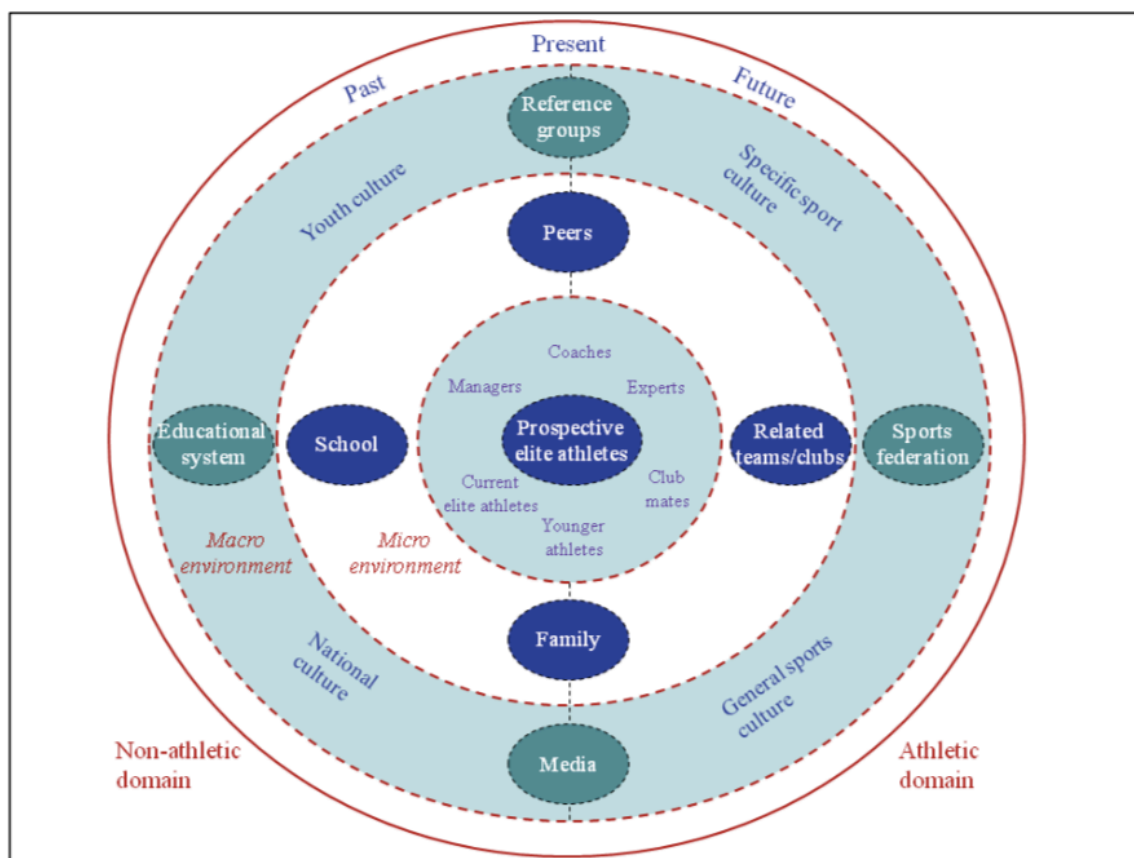 Present
Past
Future
Reference
groups
Youth culture
Specific sport
culture
Peers
Coaches
Managers
Experts
Educational
system
School
Prospective
elite athletes
Related
teams/clubs
Sports
federation
Current
elite athletes
Club
mates
Younger
athletes
Macro
environment
Micro
environment
Family
National
culture
General sports
culture
Media
Non-athletic
domain
Athletic
domain